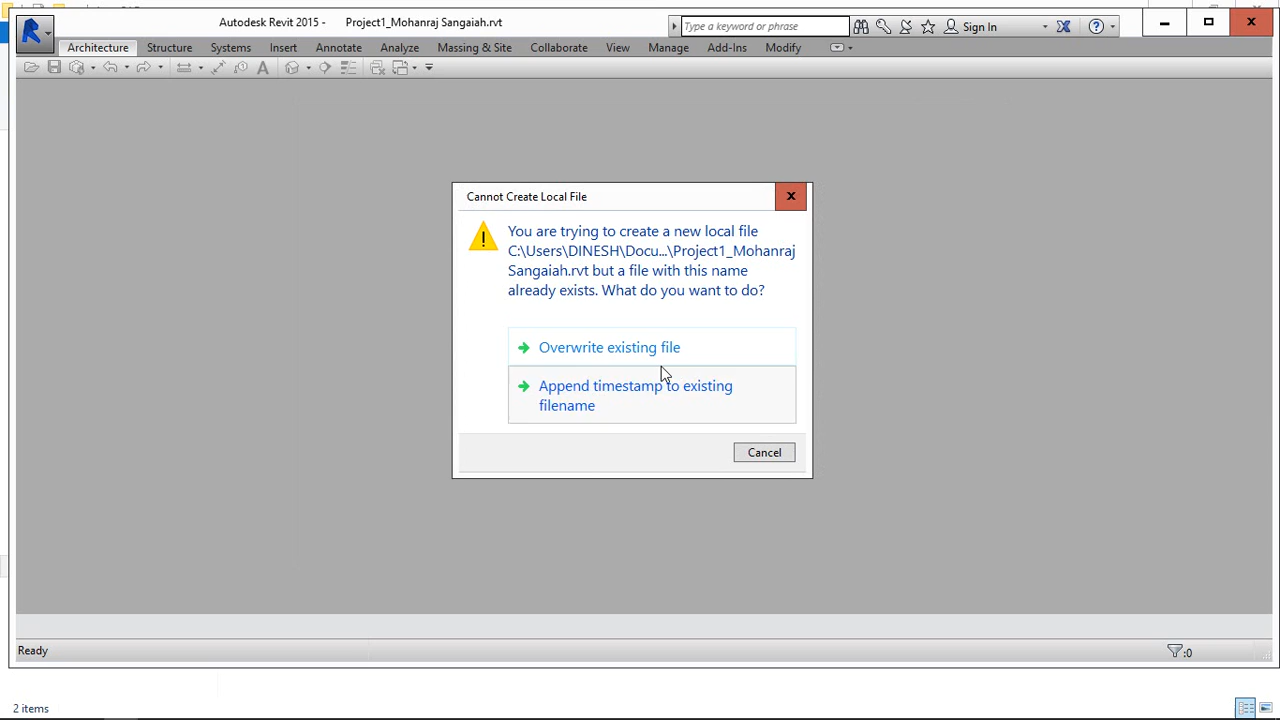 Autodesk Revit 2015 - Project1_Mohanraj Sangaiah.rvt
Type a keyword or phrase
Sign In
Architecture Structure Systems Insert Annotate Analyze Massing & Site Collaborate View Manage Add-Ins Modify
Cannot Create Local File
You are trying to create a new local file
C:\Users\DINESH\Docu...\Project1_Mohanraj
Sangaiah.rvt but a file with this name
already exists. What do you want to do?
Overwrite existing file
Append timestamp to existing
filename
Cancel
Ready
:0
2 items